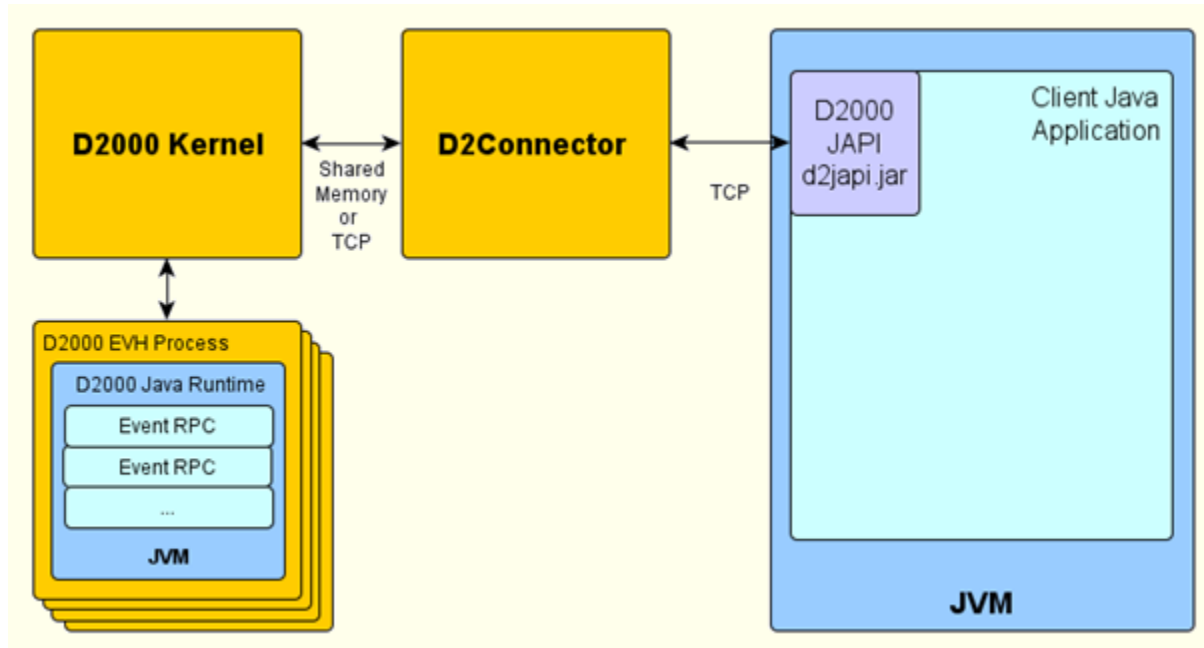 D2000 Kernel
Shared
Memory
or
TCP
D2Connector
TCP
D2000
JAPI
d2japi.jar
Client Java
Application
JVM
D2000 EVH Process
D2000 Java Runtime
Event RPC
Event RPC
...
JVM